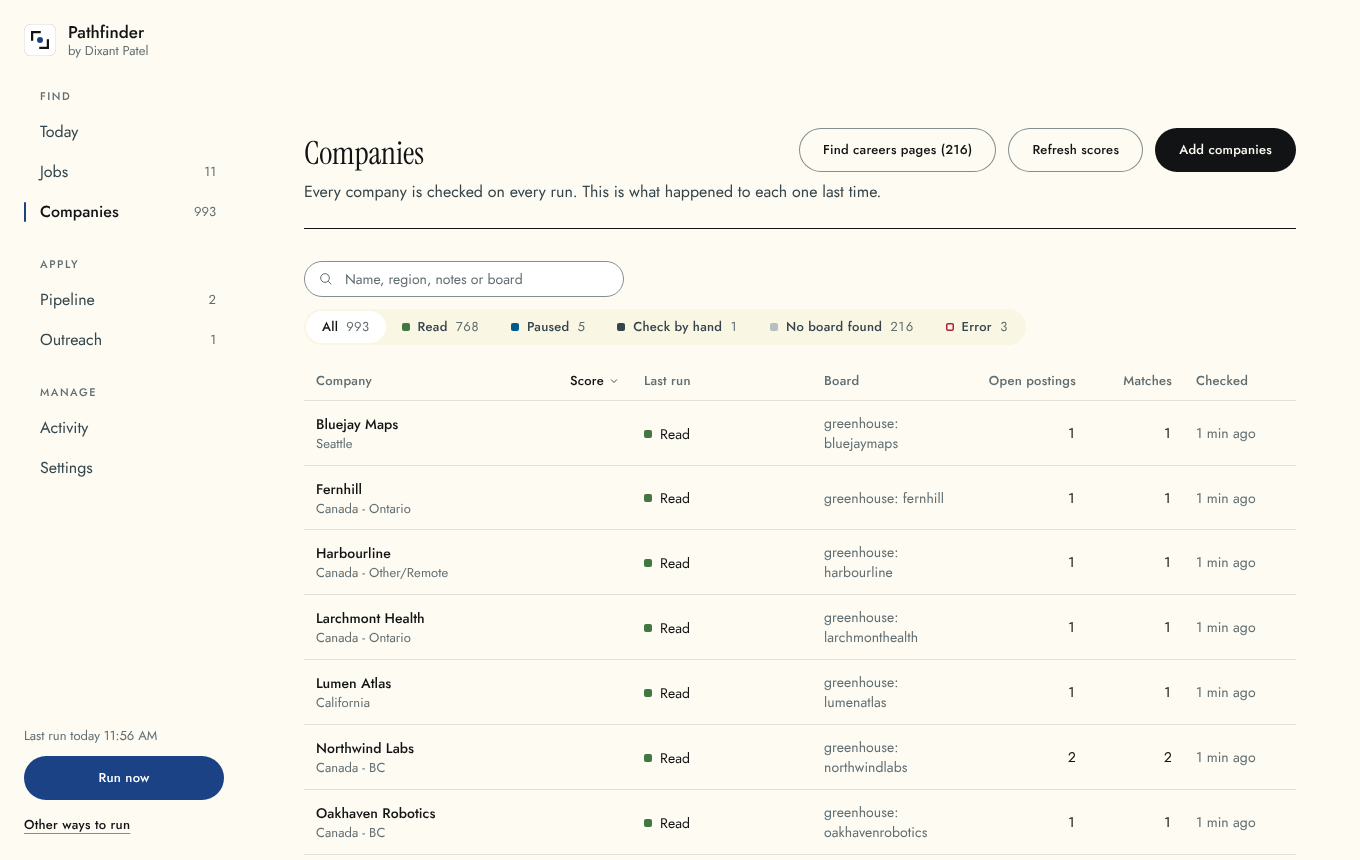 Pathfinder
by Dixant Patel
FIND
Today
Jobs 11
Companies 993
APPLY
Pipeline 2
Outreach 1
MANAGE
Activity
Settings
Last run today 11:56 AM
Run now
Other ways to run
Companies
Find careers pages (216) Refresh scores Add companies
Every company is checked on every run. This is what happened to each one last time.
Name, region, notes or board
All 993 Read 768 Paused 5 Check by hand 1 No board found 216 Error 3
Company Score Last run Board Open postings Matches Checked
Bluejay Maps
Seattle
Read
greenhouse:
bluejaymaps
1 1 1 min ago
Fernhill
Canada - Ontario
Read
greenhouse: fernhill
1 1 1 min ago
Harbourline
Canada - Other/Remote
Read
greenhouse:
harbourline
1 1 1 min ago
Larchmont Health
Canada - Ontario
Read
greenhouse:
larchmonthealth
1 1 1 min ago
Lumen Atlas
California
Read
greenhouse:
lumenatlas
1 1 1 min ago
Northwind Labs
Canada - BC
Read
greenhouse:
northwindlabs
2 2 1 min ago
Oakhaven Robotics
Canada - BC
Read
greenhouse:
oakhavenrobotics
1 1 1 min ago